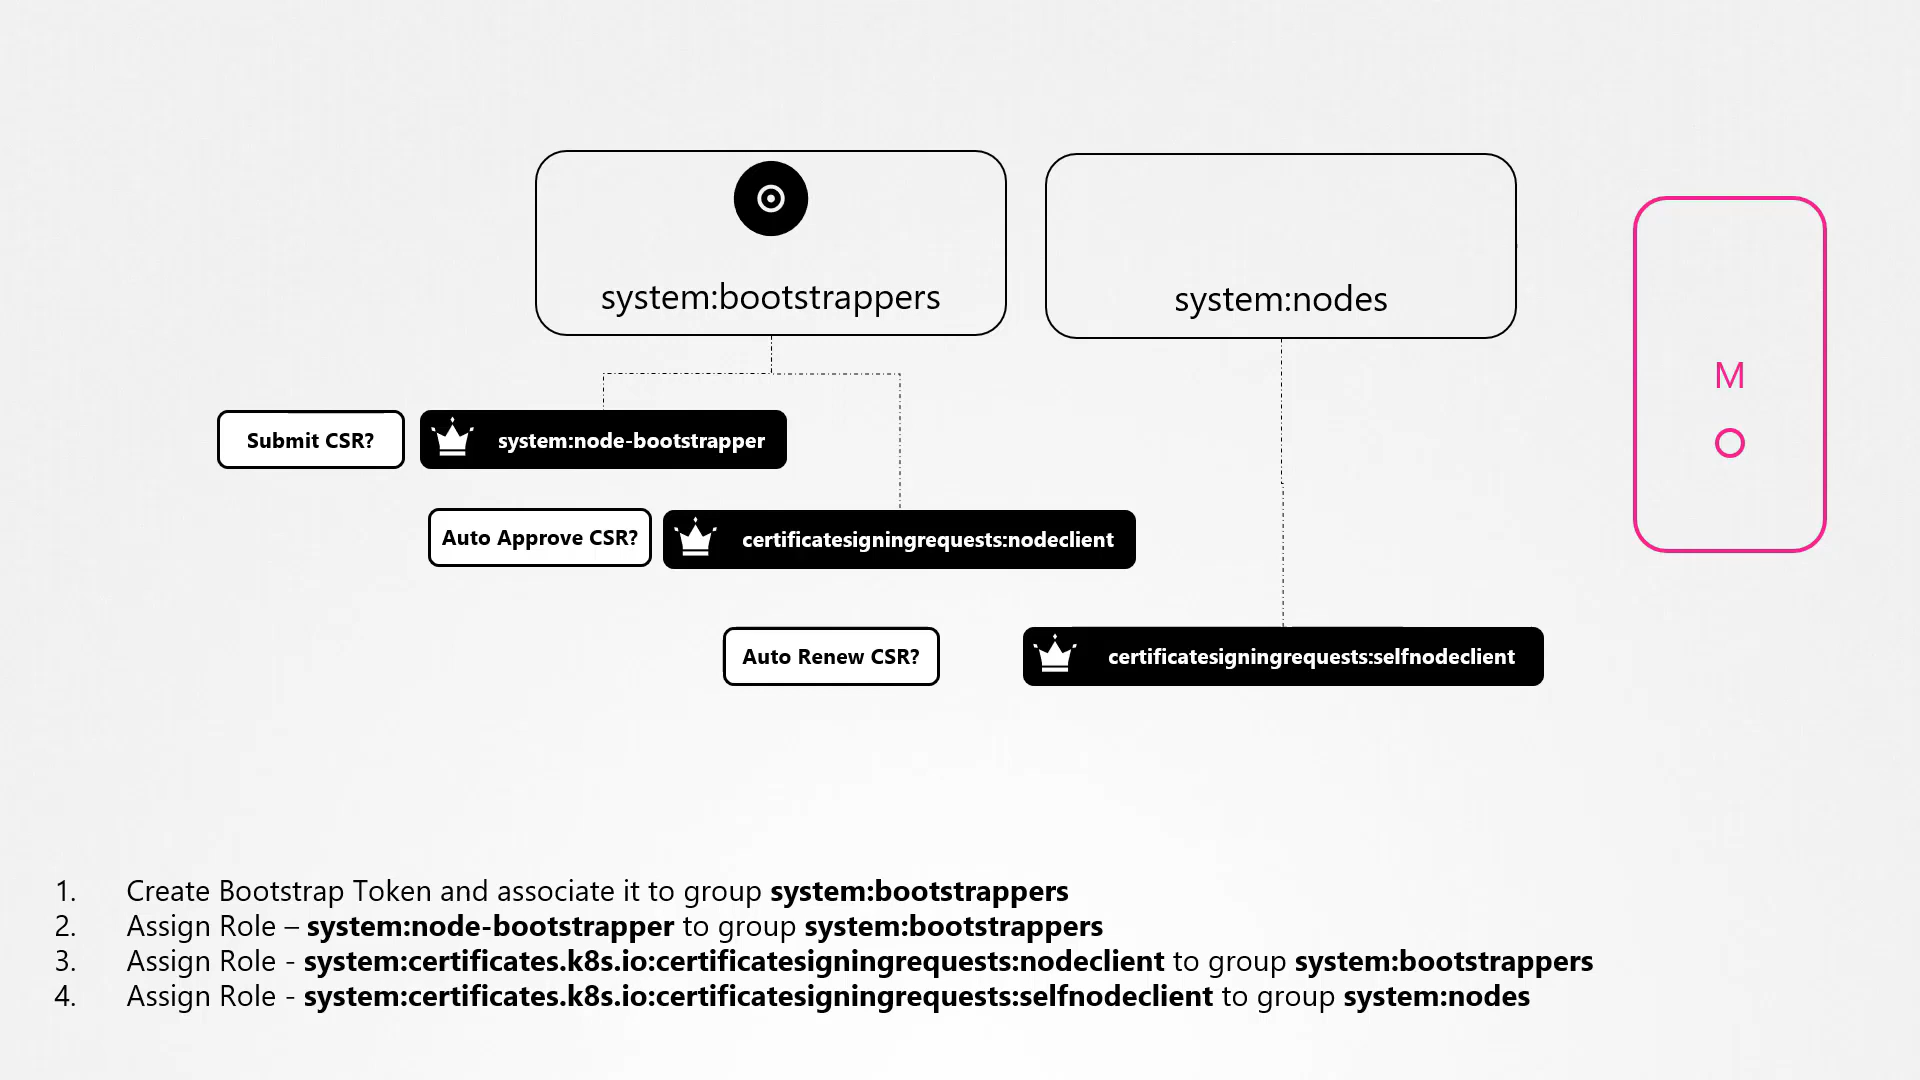 system:bootstrappers
system:nodes
M
Submit CSR?
system:node-bootstrapper
Auto Approve CSR?
certificatesigningrequests:nodeclient
Auto Renew CSR?
certificatesigningrequests:selfnodeclient
1. Create Bootstrap Token and associate it to group system:bootstrappers
2. Assign Role – system:node-bootstrapper to group system:bootstrappers
3. Assign Role - system:certificates.k8s.io:certificatesigningrequests:nodeclient to group system:bootstrappers
4. Assign Role - system:certificates.k8s.io:certificatesigningrequests:selfnodeclient to group system:nodes